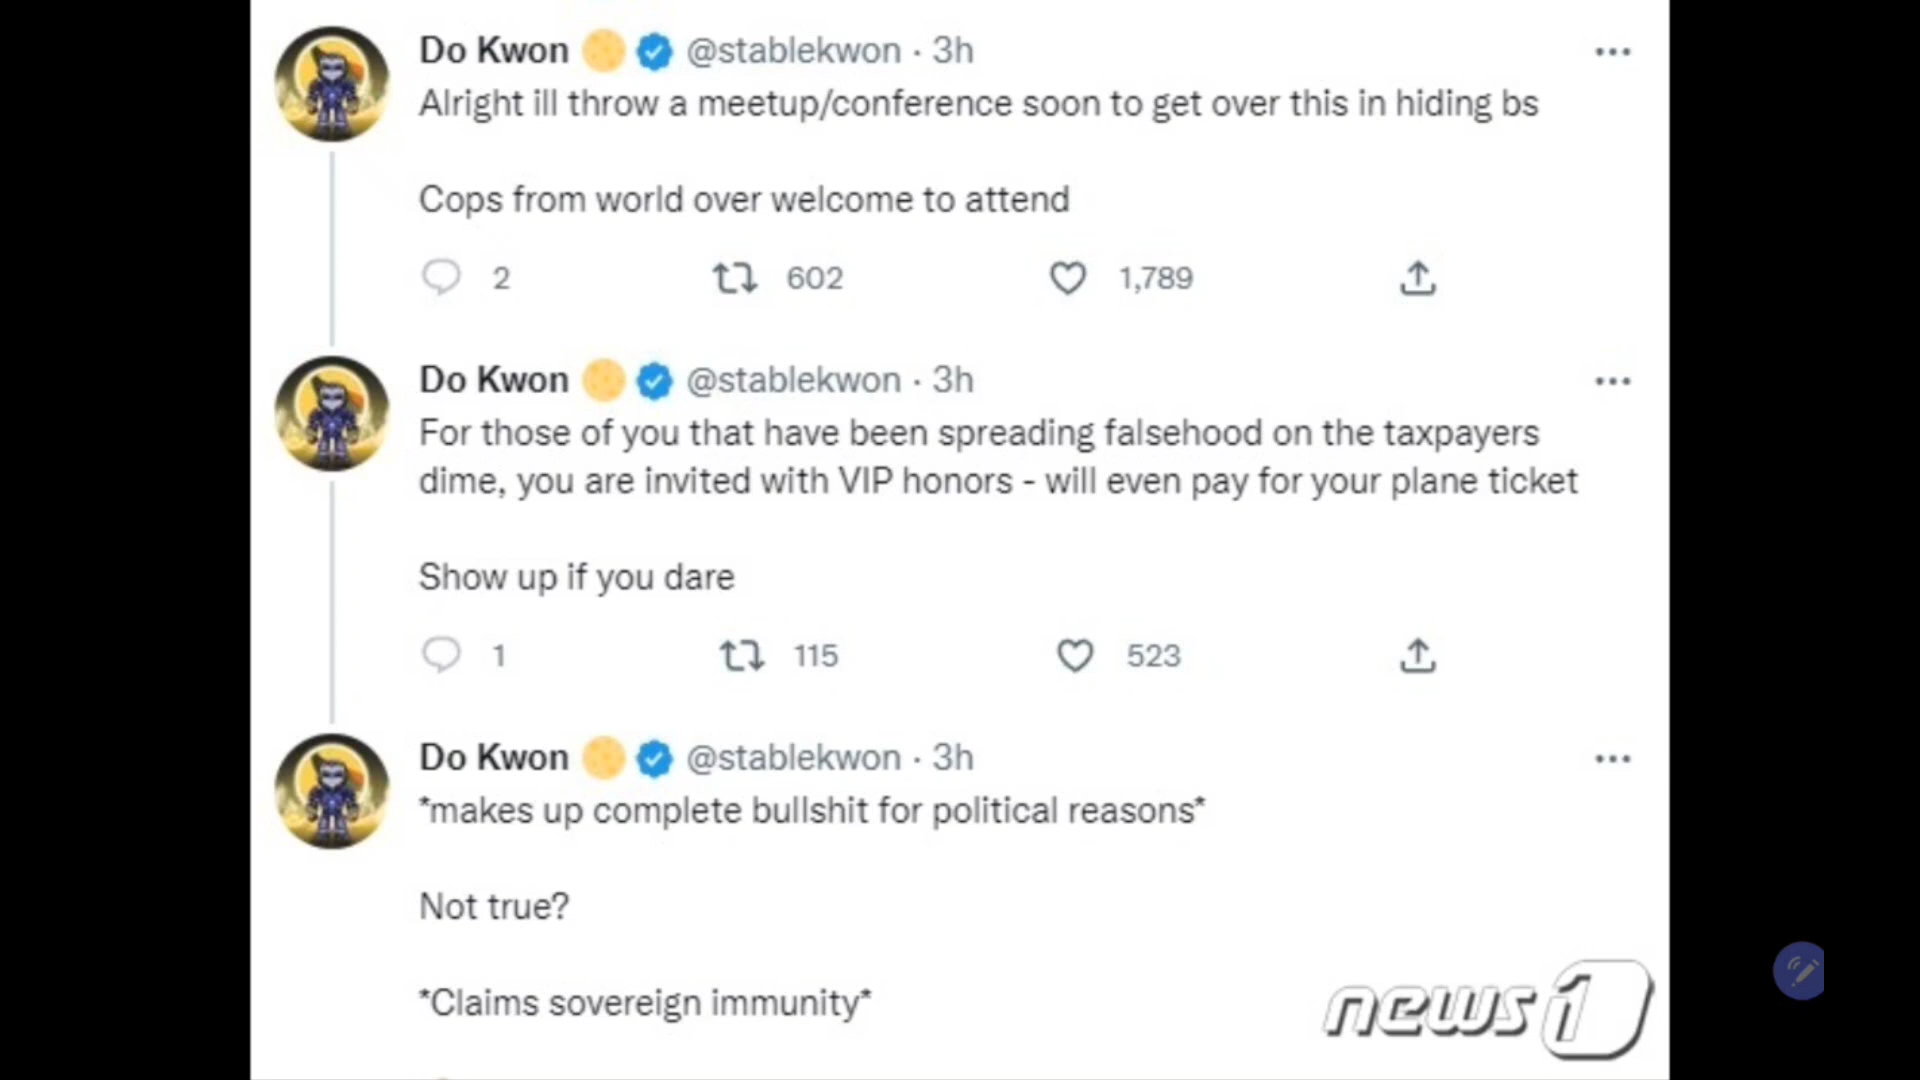 Do Kwon @stablekwon · 3h
Alright ill throw a meetup/conference soon to get over this in hiding bs
Cops from world over welcome to attend
2 602 1,789
Do Kwon @stablekwon · 3h
For those of you that have been spreading falsehood on the taxpayers
dime, you are invited with VIP honors - will even pay for your plane ticket
Show up if you dare
1 115 523
Do Kwon @stablekwon · 3h
*makes up complete bullshit for political reasons*
Not true?
*Claims sovereign immunity*
news1